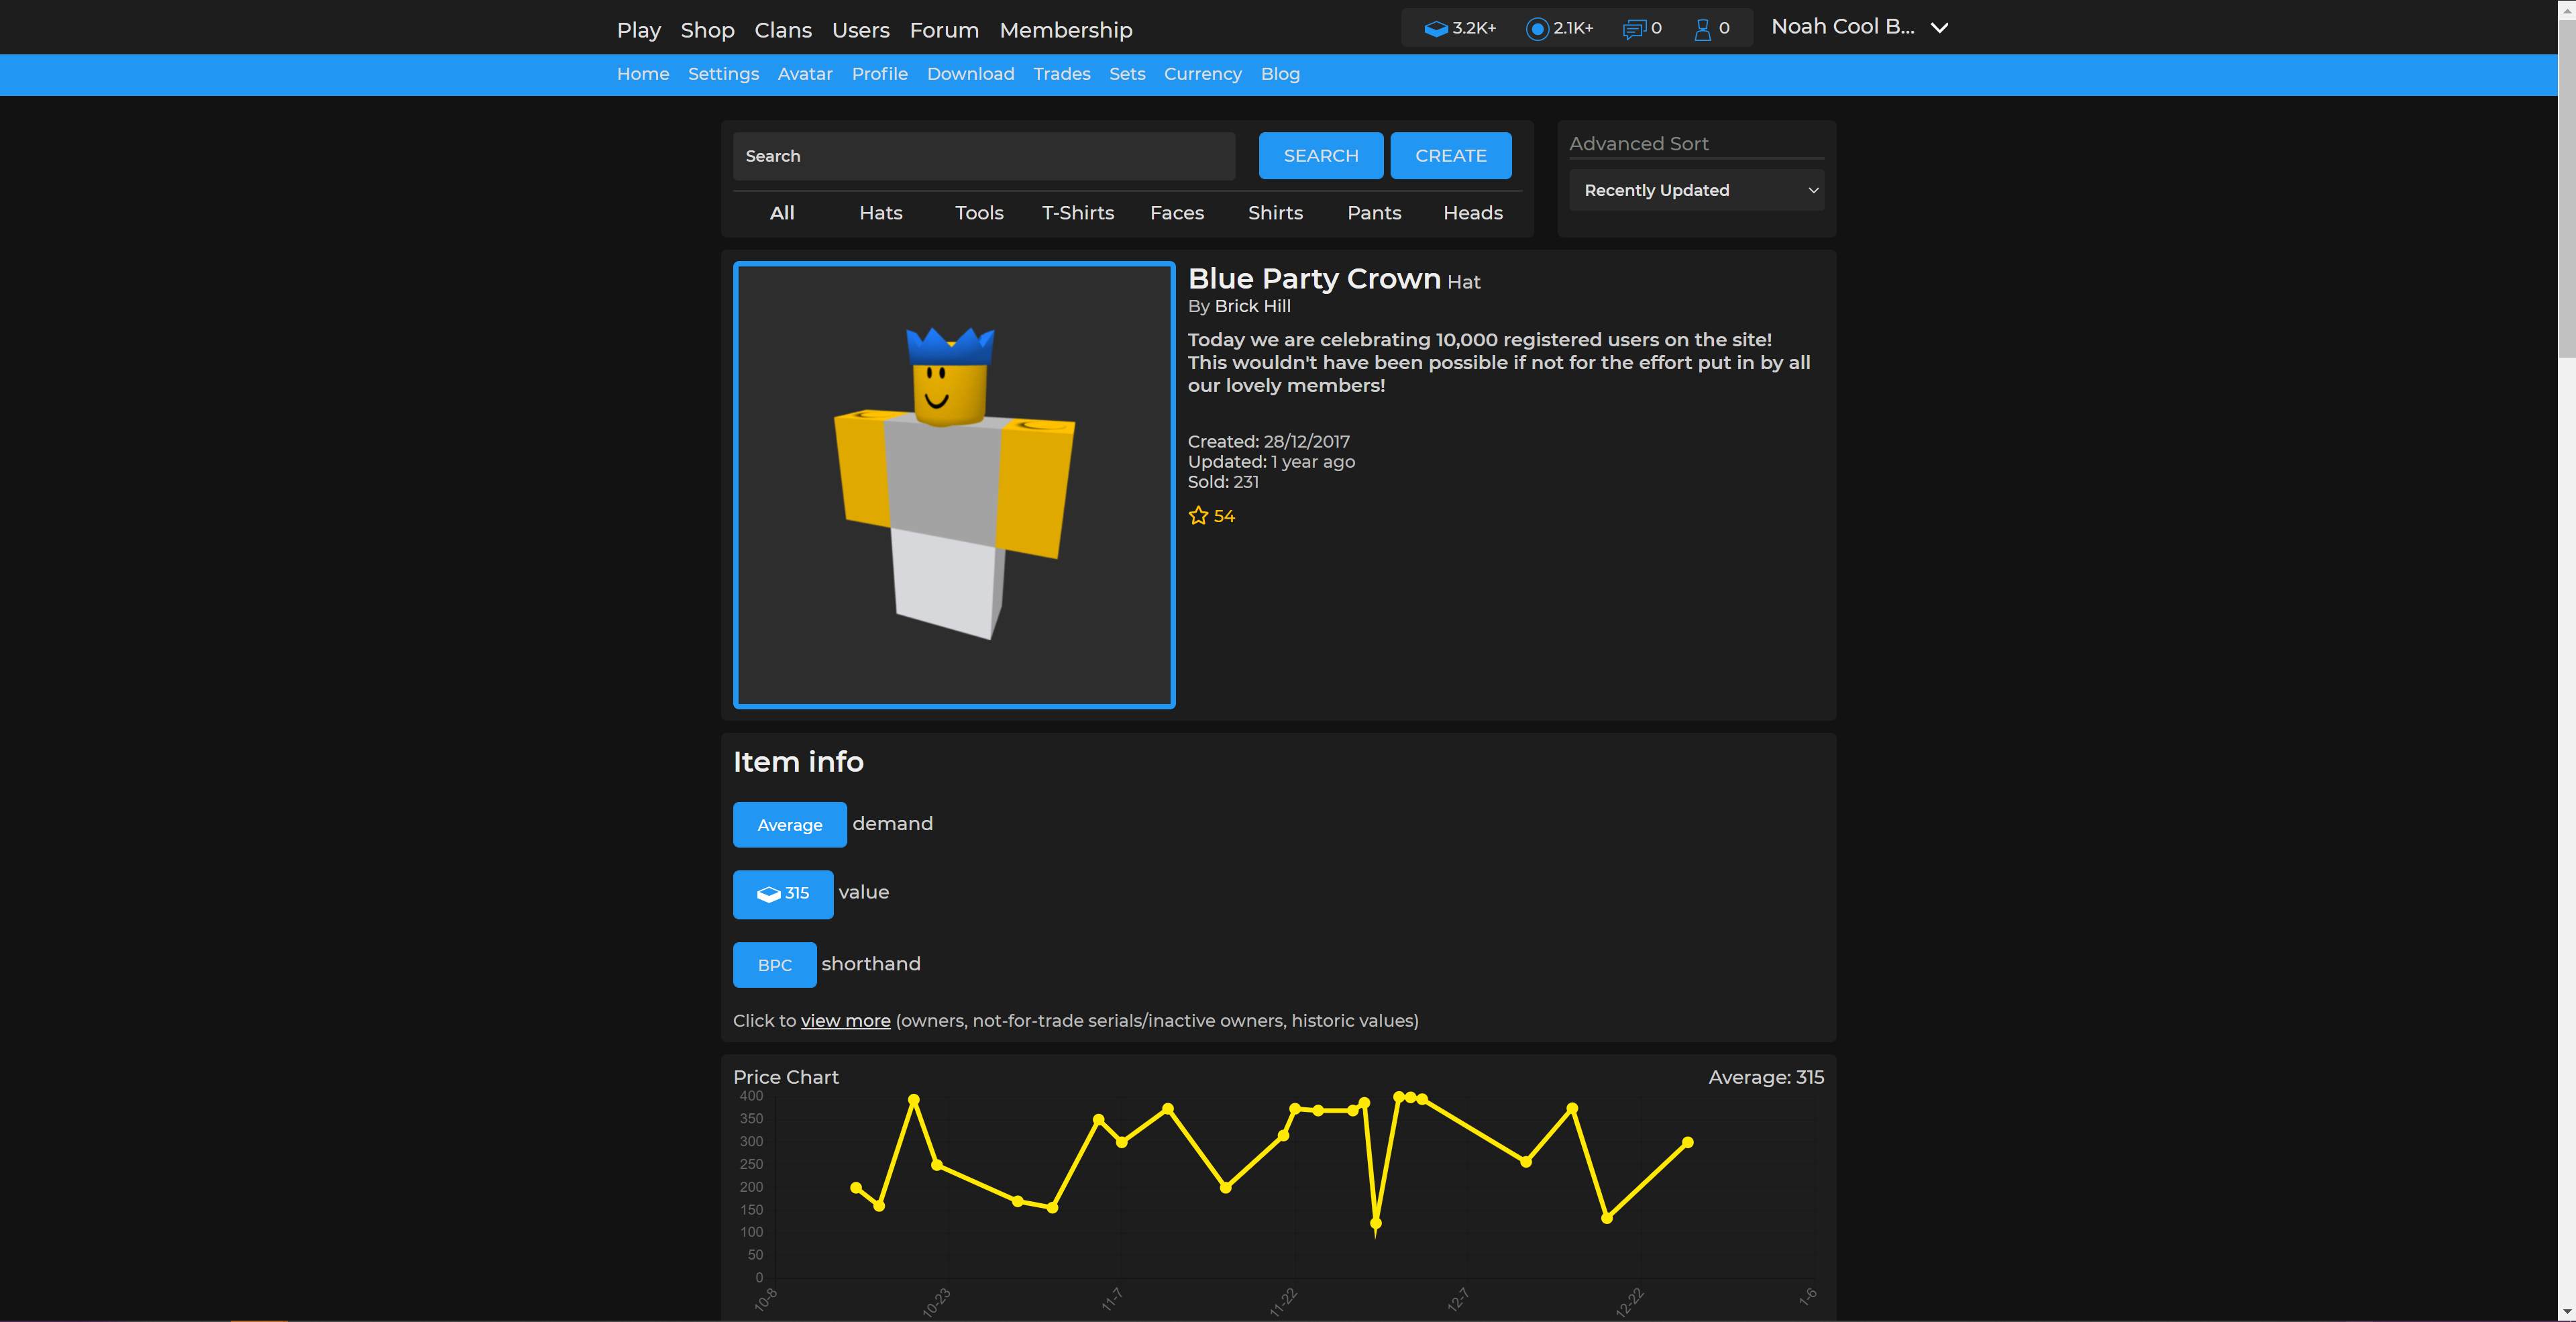 Play Shop Clans Users Forum Membership 3.2K+ 2.1K+ 0 0 Noah Cool B...
Home Settings Avatar Profile Download Trades Sets Currency Blog
Search SEARCH CREATE
All Hats Tools T-Shirts Faces Shirts Pants Heads
Advanced Sort
Recently Updated
Blue Party Crown Hat
By Brick Hill
Today we are celebrating 10,000 registered users on the site!
This wouldn't have been possible if not for the effort put in by all
our lovely members!
Created: 28/12/2017
Updated: 1 year ago
Sold: 231
54
Item info
Average demand
315 value
BPC shorthand
Click to view more (owners, not-for-trade serials/inactive owners, historic values)
Price Chart Average: 315
400
350
300
250
200
150
100
50
0
10-8 10-23 11-7 11-22 12-7 12-22 1-6